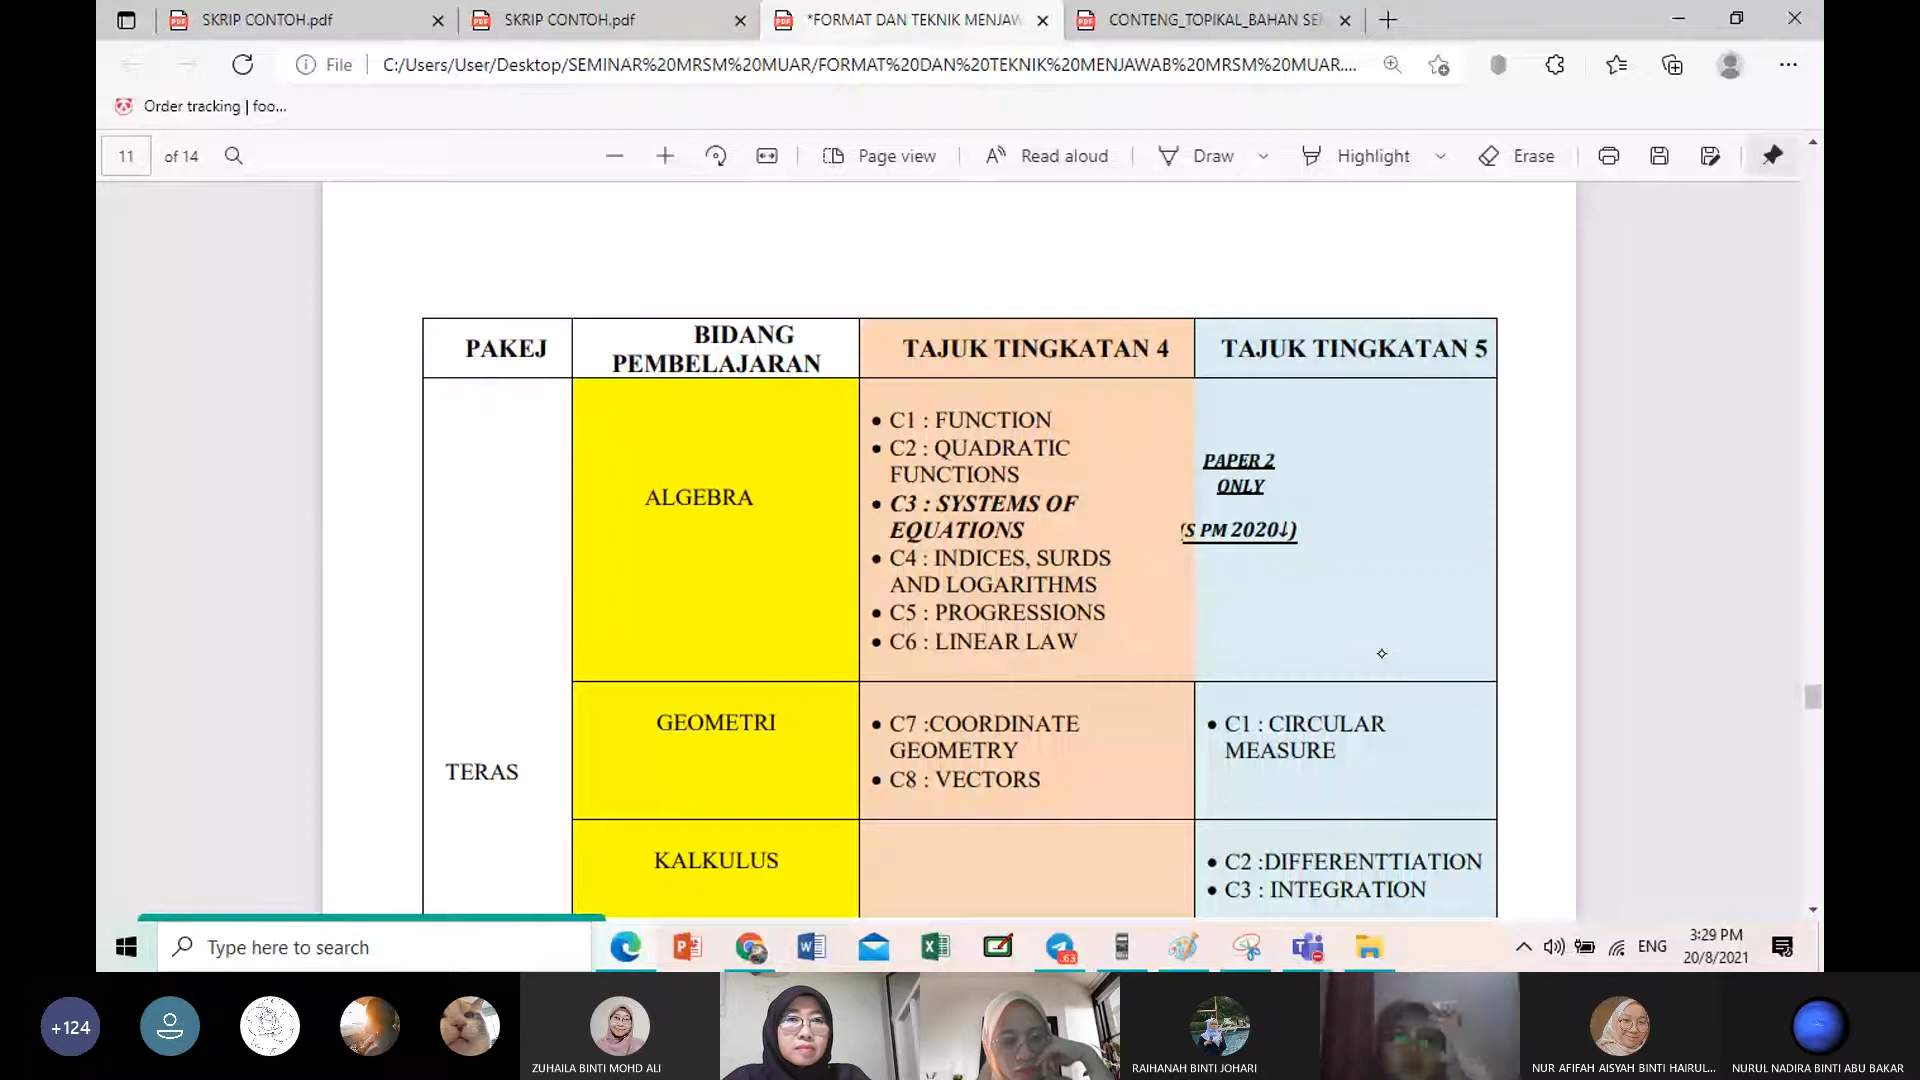 SKRIP CONTOH.pdf
SKRIP CONTOH.pdf
*FORMAT DAN TEKNIK MENJAW
CONTENG_TOPIKAL_BAHAN SE
File
C:/Users/User/Desktop/SEMINAR%20MRSM%20MUAR/FORMAT%20DAN%20TEKNIK%20MENJAWAB%20MRSM%20MUAR....
Order tracking | foo...
11 of 14
Page view
Read aloud
Draw
Highlight
Erase
PAKEJ
BIDANG
PEMBELAJARAN
TAJUK TINGKATAN 4
TAJUK TINGKATAN 5
TERAS
ALGEBRA
• C1 : FUNCTION
• C2 : QUADRATIC
FUNCTIONS
• C3 : SYSTEMS OF
EQUATIONS
• C4 : INDICES, SURDS
AND LOGARITHMS
• C5 : PROGRESSIONS
• C6 : LINEAR LAW
PAPER 2
ONLY
(S PM 2020↓)
GEOMETRI
• C7 :COORDINATE
GEOMETRY
• C8 : VECTORS
• C1 : CIRCULAR
MEASURE
KALKULUS
• C2 :DIFFERENTTIATION
• C3 : INTEGRATION
Type here to search
63
ENG
3:29 PM
20/8/2021
+124
ZUHAILA BINTI MOHD ALI
RAIHANAH BINTI JOHARI
NUR AFIFAH AISYAH BINTI HAIRUL...
NURUL NADIRA BINTI ABU BAKAR